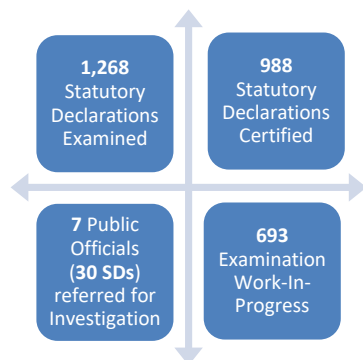 1,268
Statutory
Declarations
Examined
988
Statutory
Declarations
Certified
7 Public
Officials
(30 SDs)
referred for
Investigation
693
Examination
Work-In-
Progress